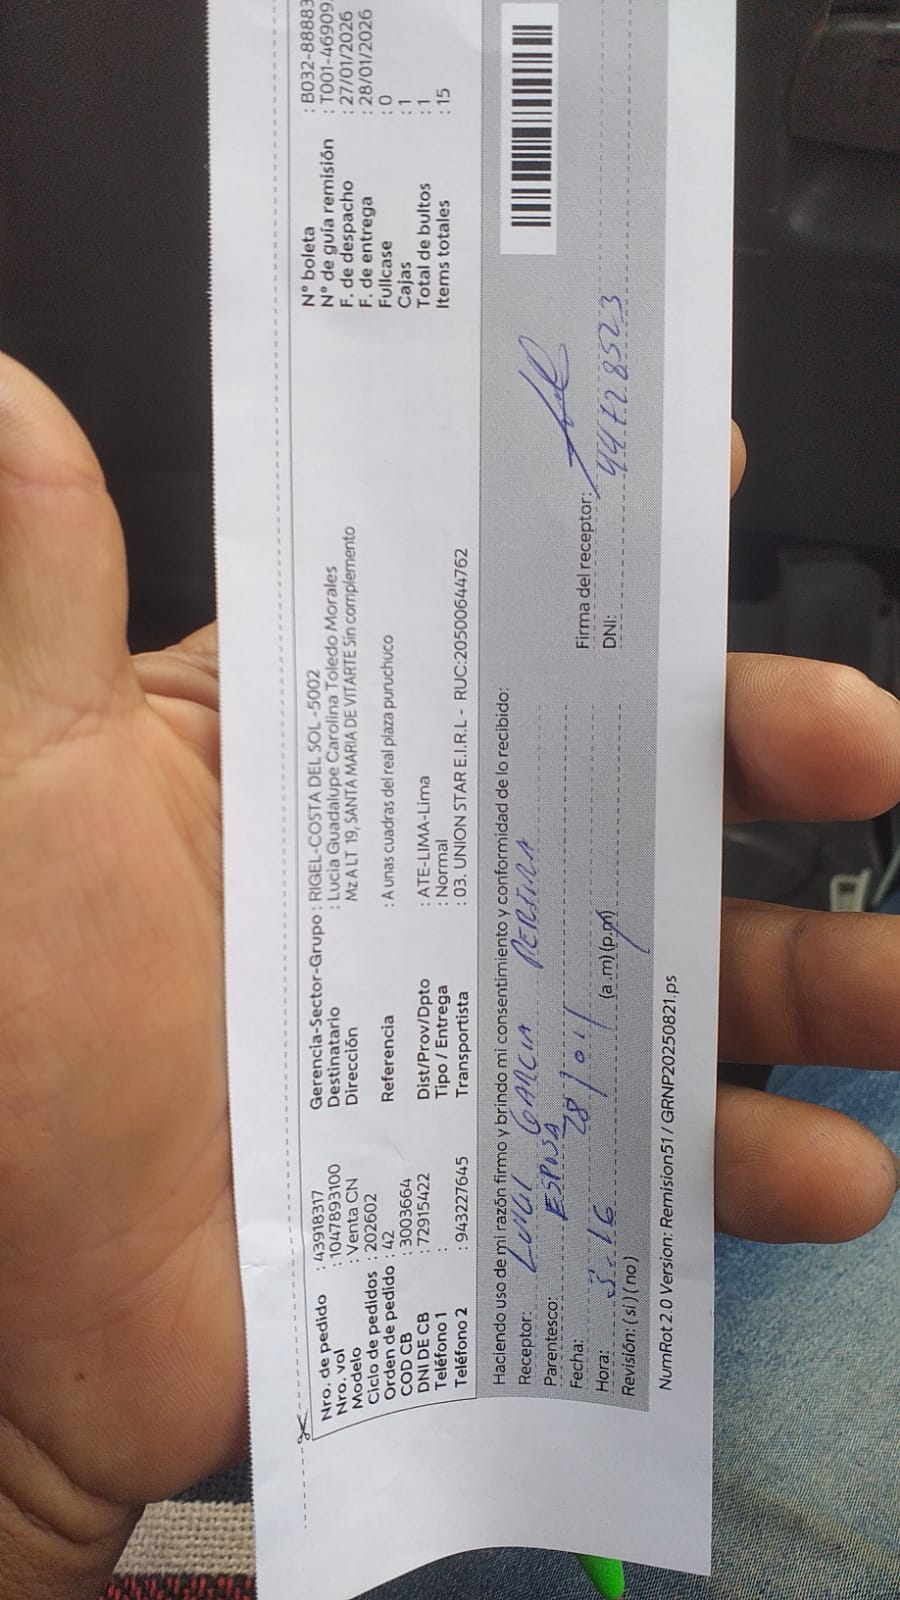 Nro. de pedido : 43918317
Nro. vol : 1047893100
Modelo : Venta CN
Ciclo de pedidos : 202602
Orden de pedido : 42
COD CB : 3003664
DNI DE CB : 72915422
Teléfono 1 :
Teléfono 2 : 943227645
Gerencia-Sector-Grupo : RIGEL-COSTA DEL SOL -5002
Destinatario : Lucia Guadalupe Carolina Toledo Morales
Dirección Mz A LT 19, SANTA MARIA DE VITARTE Sin complemento
Referencia : A unas cuadras del real plaza puruchuco
Dist/Prov/Dpto : ATE-LIMA-Lima
Tipo / Entrega : Normal
Transportista : 03. UNION STAR E.I.R.L - RUC:20500644762
N° boleta : B032-88883
N° de guía remisión : T001-46909
F. de despacho : 27/01/2026
F. de entrega : 28/01/2026
Fullcase : 0
Cajas : 1
Total de bultos : 1
Items totales : 15
Haciendo uso de mi razón firmo y brindo mi consentimiento y conformidad de lo recibido:
Receptor: GARCIA
Parentesco: ESPOSA
Fecha: 28/01/
Hora: 3:16 (a .m) (p.m)
Revisión: ( si ) ( no )
Firma del receptor:
DNI: 44728523
NumRot 2.0 Version: Remision51 / GRNP20250821.ps